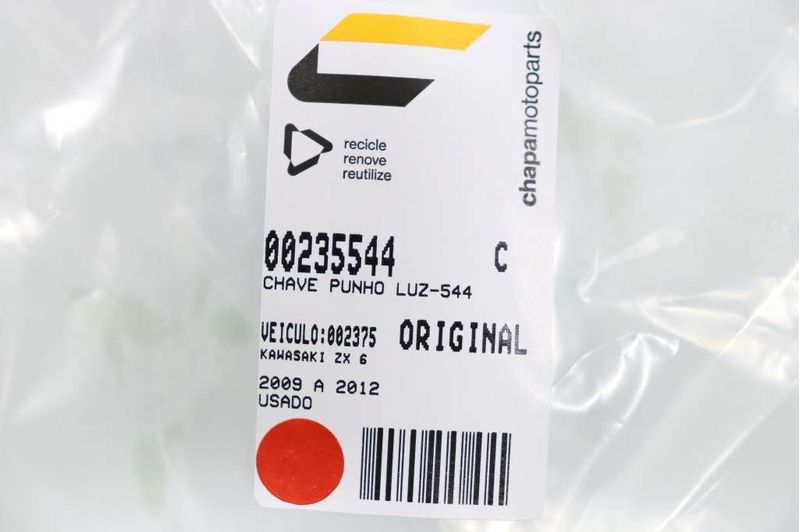 chapamotoparts
recicle
renove
reutilize
00235544 C
CHAVE PUNHO LUZ-544
VEICULO:002375 ORIGINAL
KAWASAKI ZX 6
2009 A 2012
USADO